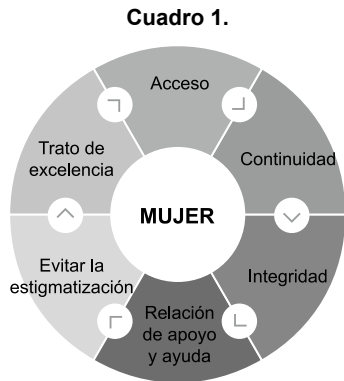 Cuadro 1.
Acceso
Continuidad
Integridad
Relación
de apoyo
y ayuda
Evitar la
estigmatización
Trato de
excelencia
MUJER